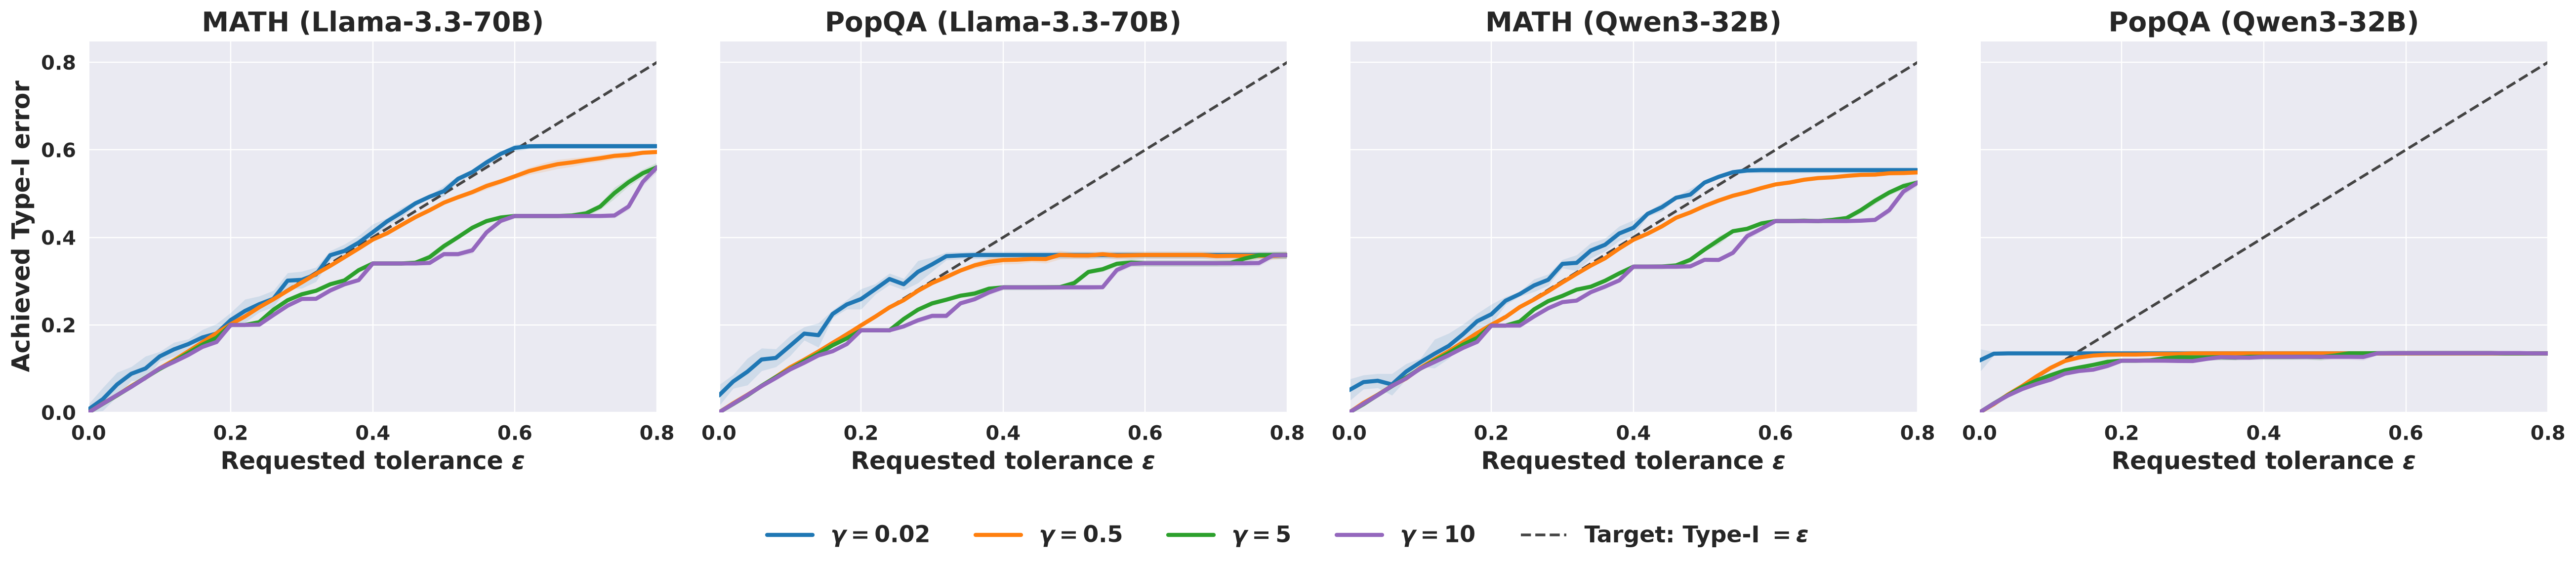 MATH (Llama-3.3-70B)
PopQA (Llama-3.3-70B)
MATH (Qwen3-32B)
PopQA (Qwen3-32B)
Achieved Type-I error
0.8
0.6
0.4
0.2
0.0
0.0 0.2 0.4 0.6 0.8
0.0 0.2 0.4 0.6 0.8
0.0 0.2 0.4 0.6 0.8
0.0 0.2 0.4 0.6 0.8
Requested tolerance ε
Requested tolerance ε
Requested tolerance ε
Requested tolerance ε
γ = 0.02
γ = 0.5
γ = 5
γ = 10
Target: Type-I = ε